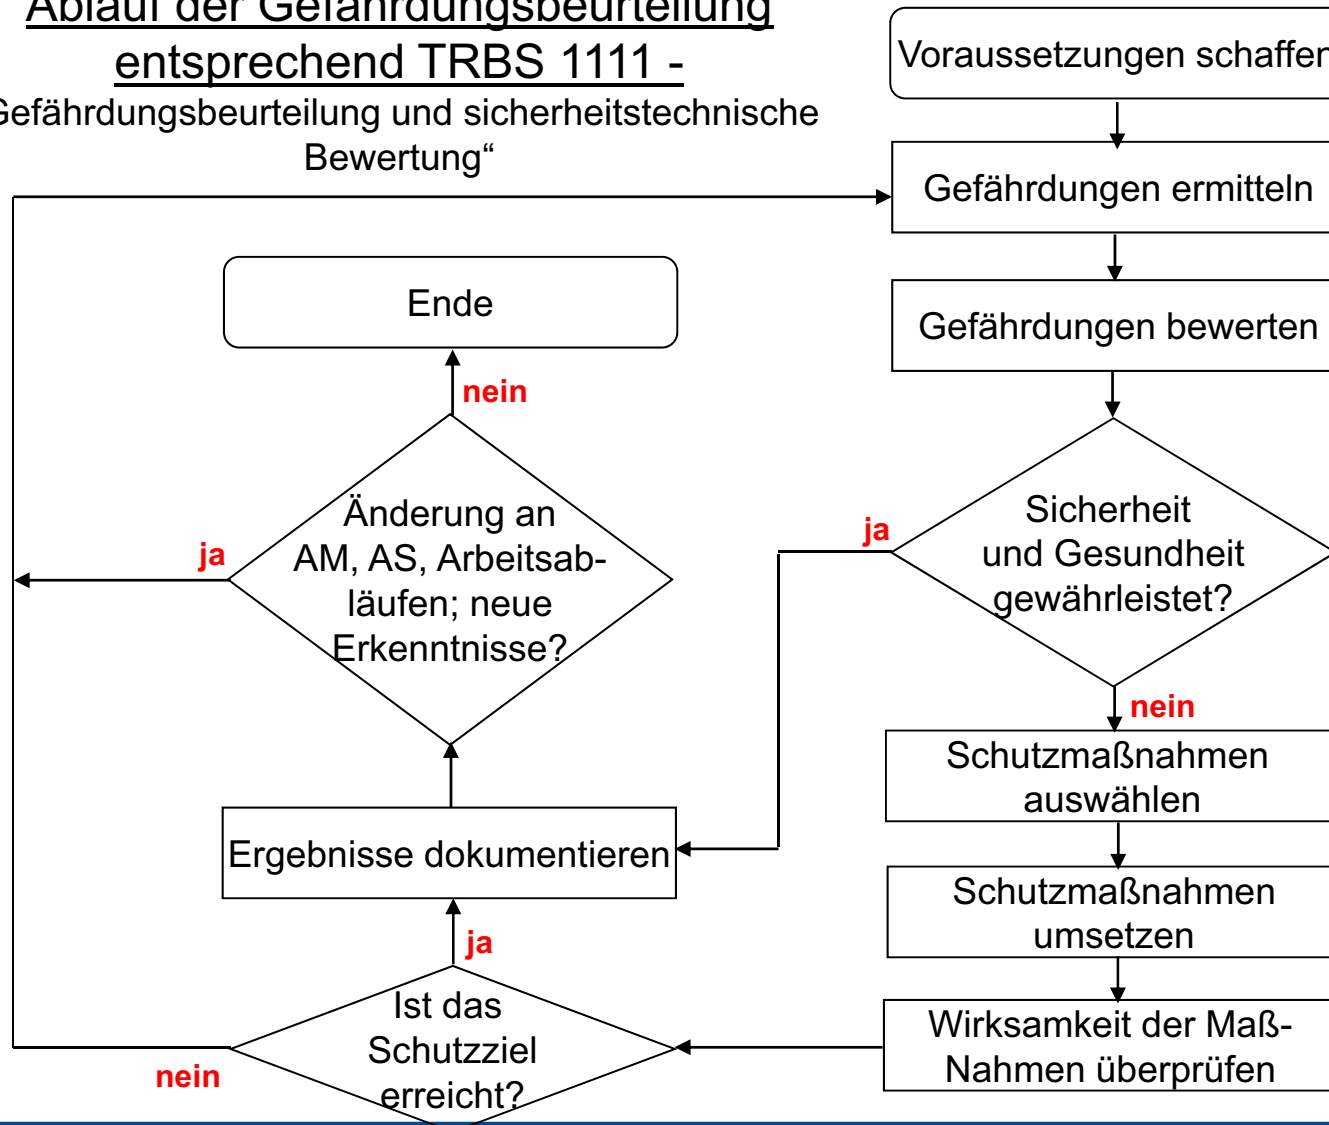 Ablauf der Gefährdungsbeurteilung
entsprechend TRBS 1111 -
Gefährdungsbeurteilung und sicherheitstechnische
Bewertung“
Voraussetzungen schaffen
Gefährdungen ermitteln
Gefährdungen bewerten
Sicherheit
und Gesundheit
gewährleistet?
ja
nein
Schutzmaßnahmen
auswählen
Schutzmaßnahmen
umsetzen
Wirksamkeit der Maß-
Nahmen überprüfen
Ist das
Schutzziel
erreicht?
nein
ja
Ergebnisse dokumentieren
Änderung an
AM, AS, Arbeitsab-
läufen; neue
Erkenntnisse?
ja
nein
Ende